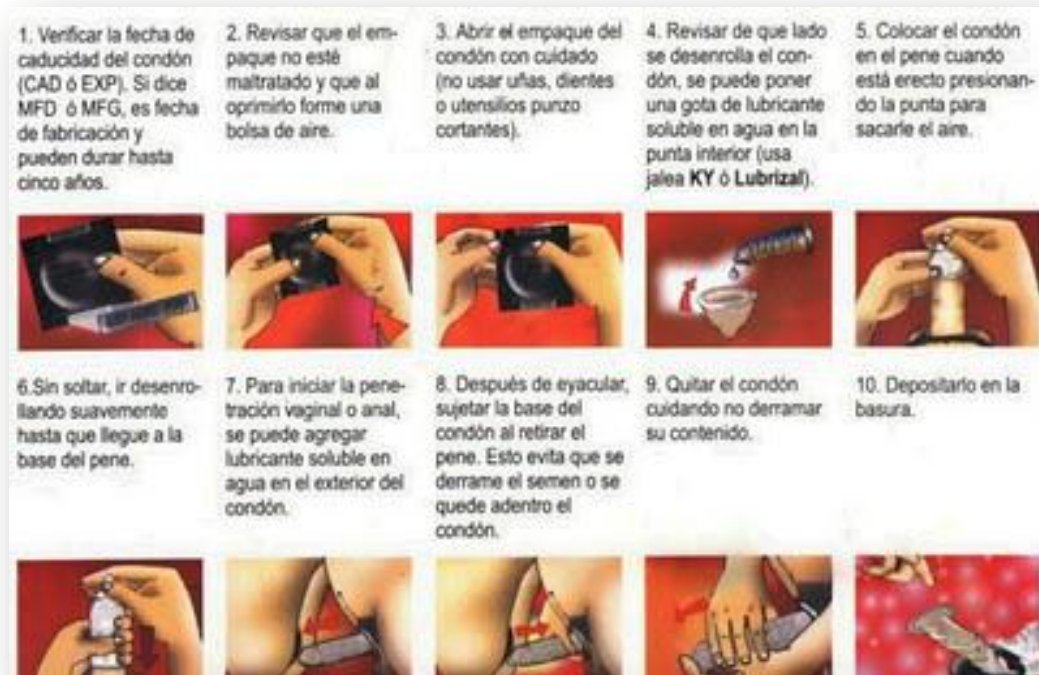 1. Verificar la fecha de
caducidad del condón
(CAD ó EXP). Si dice
MFD ó MFG, es fecha
de fabricación y
pueden durar hasta
cinco años.
2. Revisar que el em-
paque no esté
maltratado y que al
oprimirlo forme una
bolsa de aire.
3. Abrir el empaque del
condón con cuidado
(no usar uñas, dientes
o utensilios punzo
cortantes).
4. Revisar de que lado
se desenrolla el con-
dón, se puede poner
una gota de lubricante
soluble en agua en la
punta interior (usa
jalea KY ó Lubrizal).
5. Colocar el condón
en el pene cuando
está erecto presionan-
do la punta para
sacarle el aire.
6.Sin soltar, ir desenro-
llando suavemente
hasta que llegue a la
base del pene.
7. Para iniciar la pene-
tración vaginal o anal,
se puede agregar
lubricante soluble en
agua en el exterior del
condón.
8. Después de eyacular,
sujetar la base del
condón al retirar el
pene. Esto evita que se
derrame el semen o se
quede adentro el
condón.
9. Quitar el condón
cuidando no derramar
su contenido.
10. Depositarlo en la
basura.